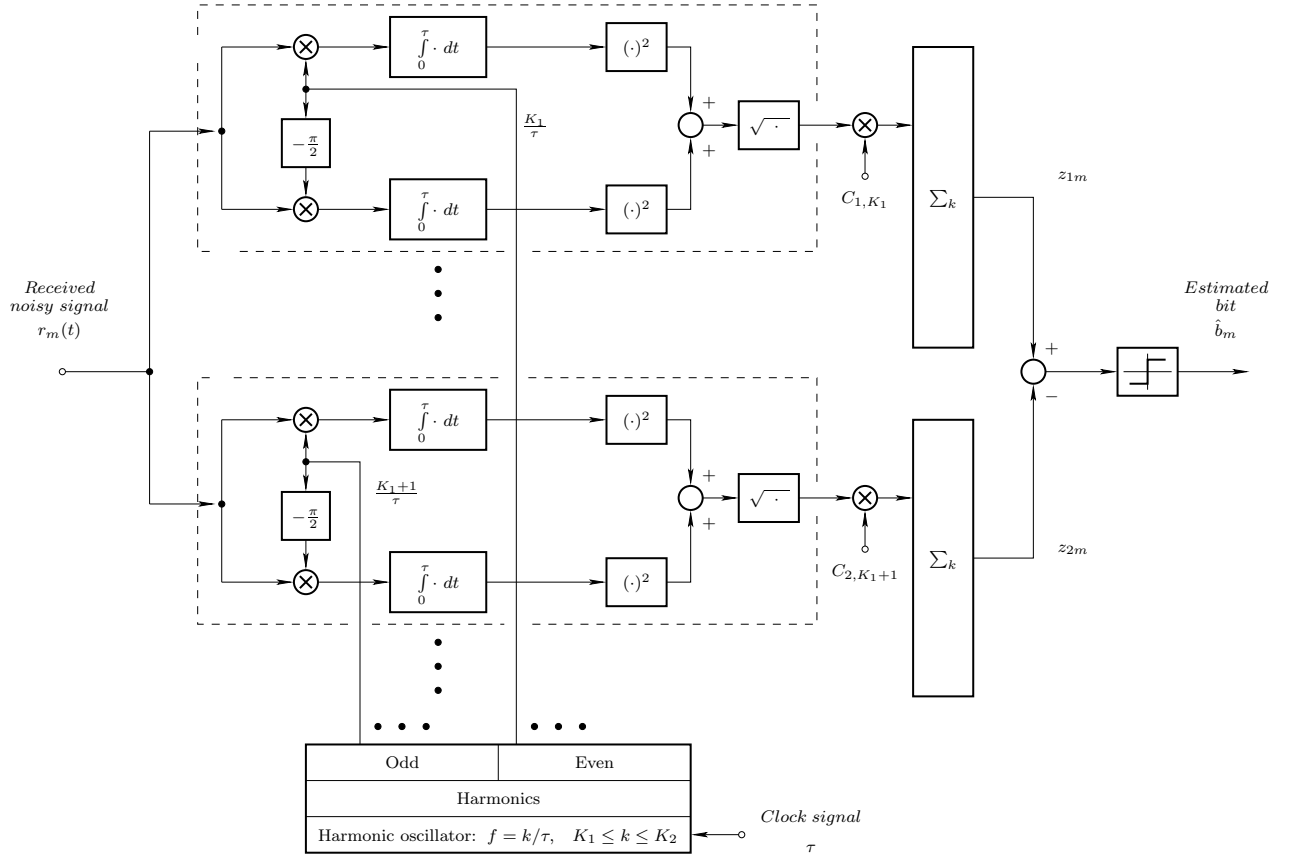 ∫₀^τ · dt
(·)²
+
K₁/τ
√·
−π/2
+
C₁,K₁
∫₀^τ · dt
(·)²
∑ₖ
z₁ₘ
Received
noisy signal
rₘ(t)
Estimated
bit
b̂ₘ
+
−
∫₀^τ · dt
(·)²
+
(K₁+1)/τ
√·
−π/2
+
C₂,K₁₊₁
∫₀^τ · dt
(·)²
∑ₖ
z₂ₘ
Odd
Even
Harmonics
Harmonic oscillator: f = k/τ, K₁ ≤ k ≤ K₂
Clock signal
τ